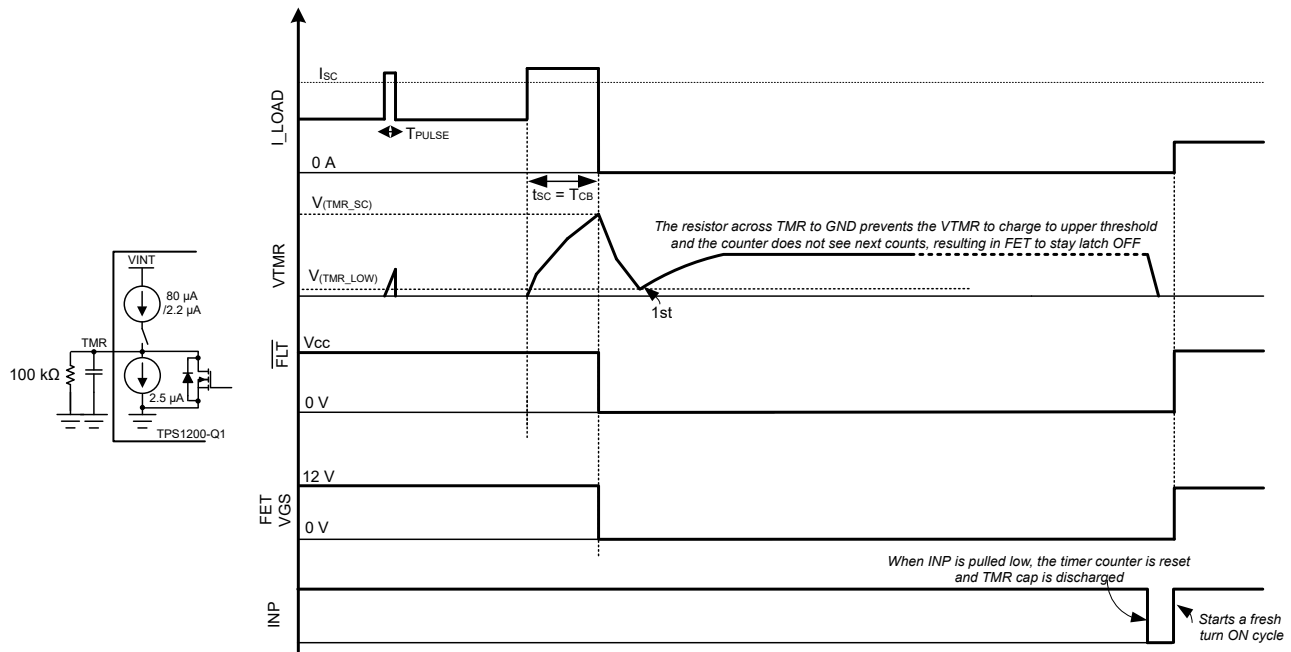 I_LOAD
ISC
TPULSE
0 A
tSC = TCB
VTMR
V(TMR_SC)
The resistor across TMR to GND prevents the VTMR to charge to upper threshold
and the counter does not see next counts, resulting in FET to stay latch OFF
V(TMR_LOW)
1st
VINT
80 µA
/2.2 µA
TMR
100 kΩ
2.5 µA
TPS1200-Q1
FLT
Vcc
0 V
FET
VGS
12 V
0 V
When INP is pulled low, the timer counter is reset
and TMR cap is discharged
INP
Starts a fresh
turn ON cycle